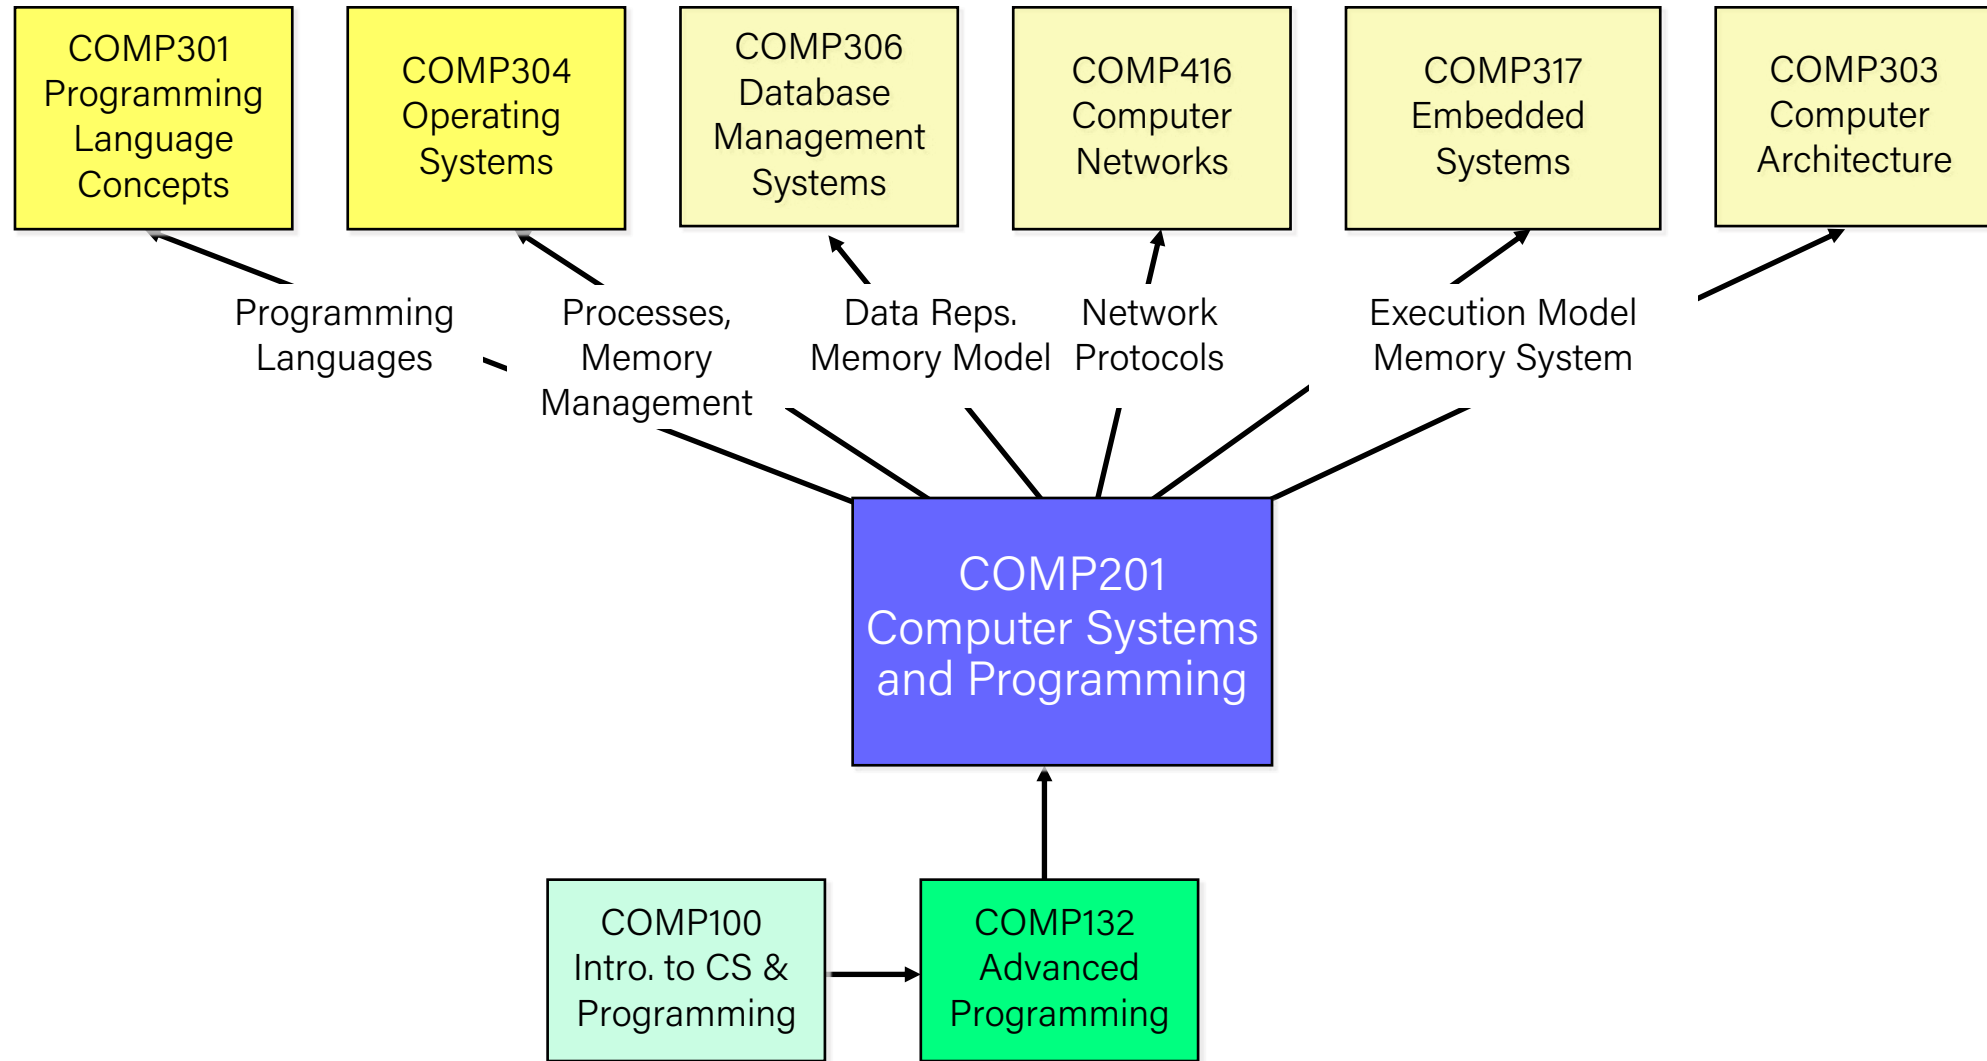 COMP301
Programming
Language
Concepts
COMP304
Operating
Systems
COMP306
Database
Management
Systems
COMP416
Computer
Networks
COMP317
Embedded
Systems
COMP303
Computer
Architecture
Programming
Languages
Processes,
Memory
Management
Data Reps.
Memory Model
Network
Protocols
Execution Model
Memory System
COMP201
Computer Systems
and Programming
COMP100
Intro. to CS &
Programming
COMP132
Advanced
Programming